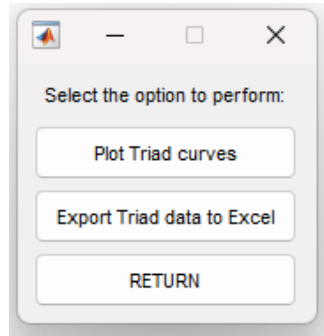 Select the option to perform:
Plot Triad curves
Export Triad data to Excel
RETURN